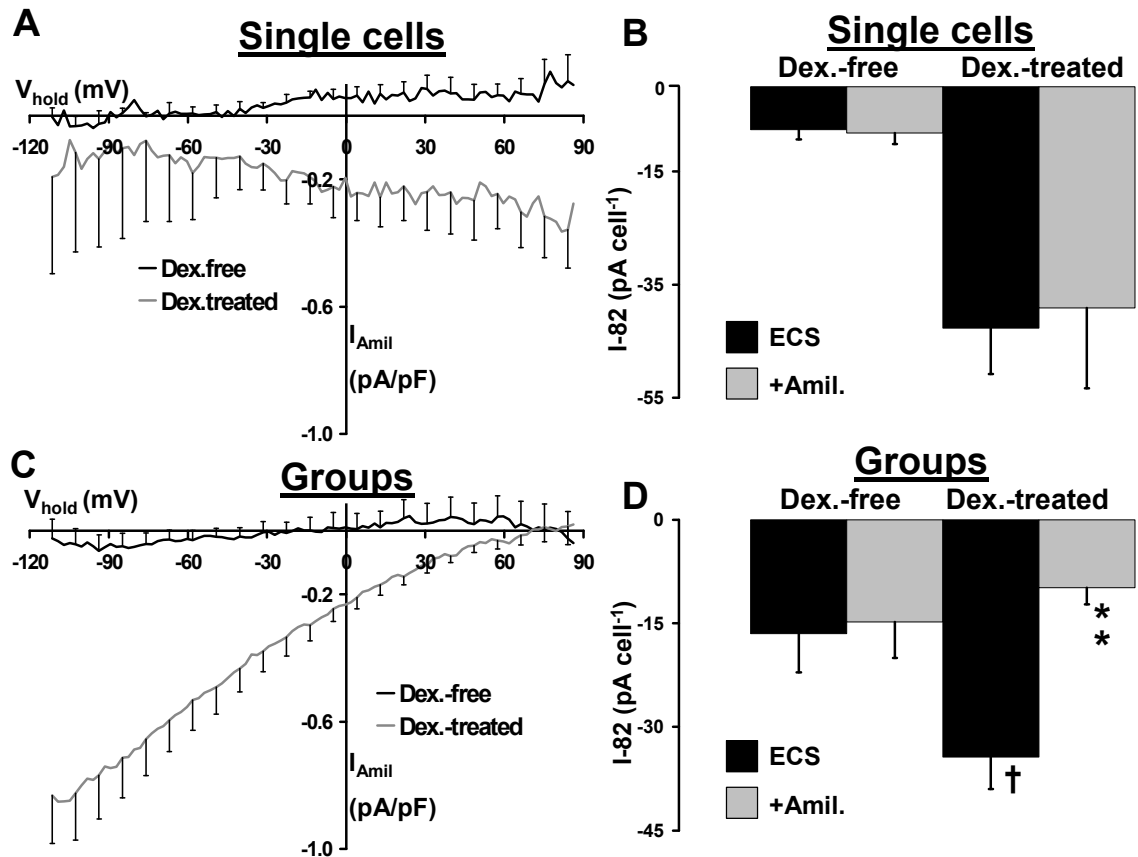 A
Single cells
V_hold (mV)
-120 -90 -60 -30 0 30 60 90
-0.2
Dex.free
Dex.treated
-0.6
I_Amil
(pA/pF)
-1.0
B
Single cells
Dex.-free Dex.-treated
0
-15
-35
-55
I-82 (pA cell⁻¹)
ECS
+Amil.
C
Groups
V_hold (mV)
-120 -90 -60 -30 0 30 60 90
-0.2
Dex.-free
Dex.-treated
-0.6
I_Amil
(pA/pF)
-1.0
D
Groups
Dex.-free Dex.-treated
0
-15
-30
-45
I-82 (pA cell⁻¹)
*
*
†
ECS
+Amil.